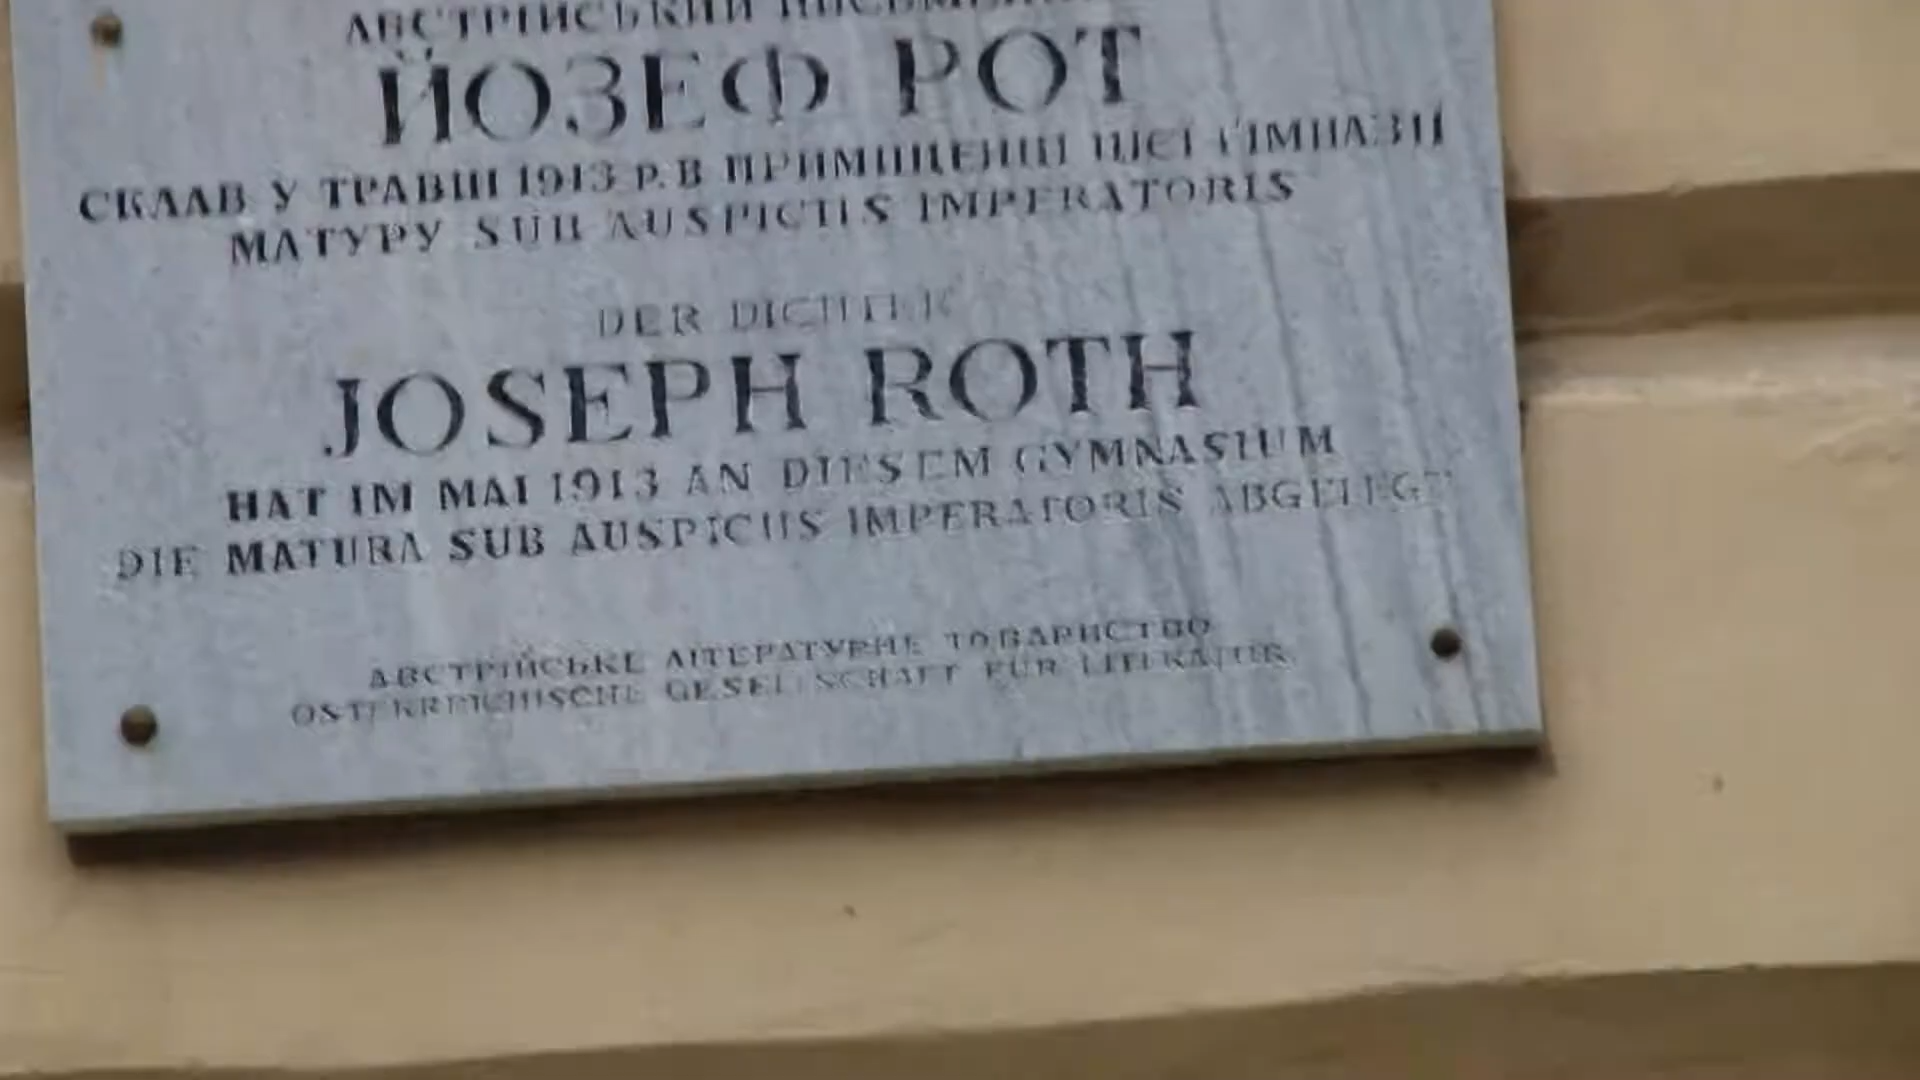 АВСТРІЙСЬКИЙ
ЙОЗЕФ РОТ
СКЛАВ У ТРАВНІ 1913 Р. В ПРИМІЩЕННІ ЦІЄЇ ГІМНАЗІЇ
МАТУРУ SUB AUSPICIIS IMPERATORIS
DER DICHTER
JOSEPH ROTH
HAT IM MAI 1913 AN DIESEM GYMNASIUM
DIE MATURA SUB AUSPICIIS IMPERATORIS ABGELEGT
АВСТРІЙСЬКЕ ЛІТЕРАТУРНЕ ТОВАРИСТВО
ÖSTERREICHISCHE GESELLSCHAFT FÜR LITERATUR